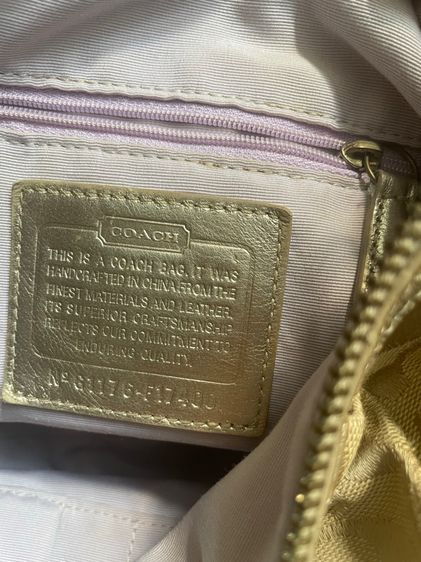 COACH
THIS IS A COACH BAG. IT WAS
HANDCRAFTED IN CHINA FROM THE
FINEST MATERIALS AND LEATHER.
ITS SUPERIOR CRAFTSMANSHIP
REFLECTS OUR COMMITMENT TO
ENDURING QUALITY.